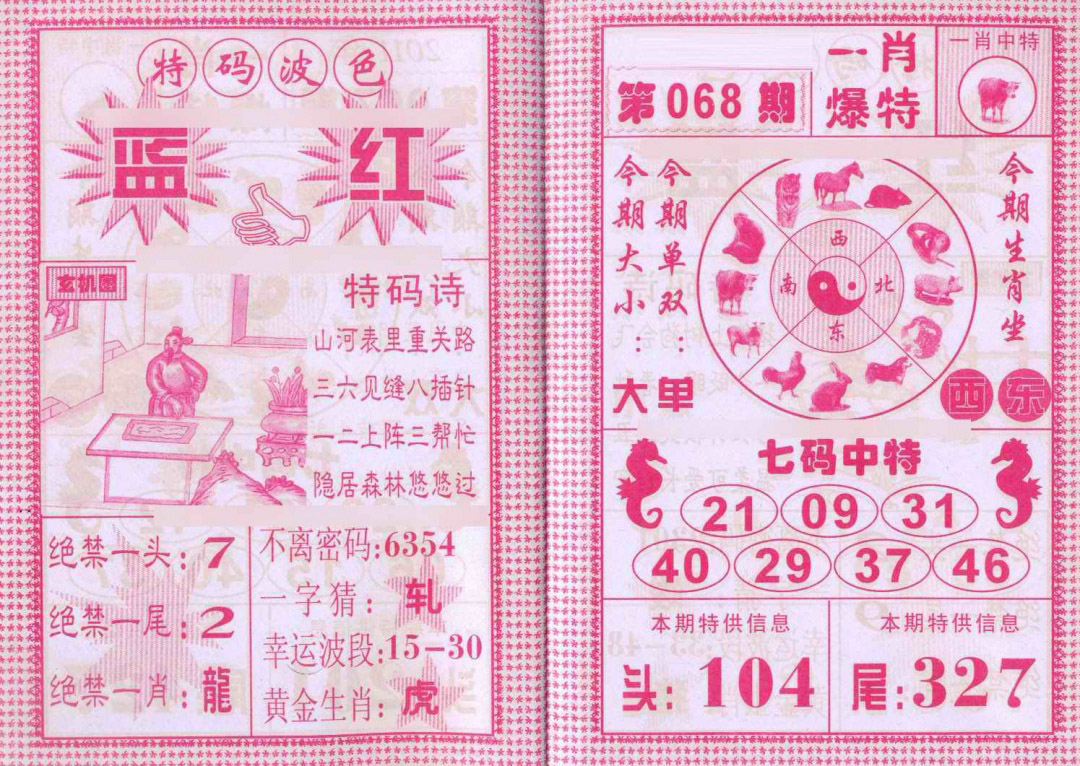 特码波色
蓝 红
玄机图
特码诗
山河表里重关路
三六见缝八插针
一二上阵三帮忙
隐居森林悠悠过
绝禁一头:7
绝禁一尾:2
绝禁一肖:龍
不离密码:6354
一字猜:轧
幸运波段:15-30
黄金生肖:虎
第068期
一肖
爆特
一肖中特
今期大小:大
今期单双:单
西
南 北
东
今期生肖坐
西东
七码中特
21 09 31
40 29 37 46
本期特供信息
头:104
本期特供信息
尾:327